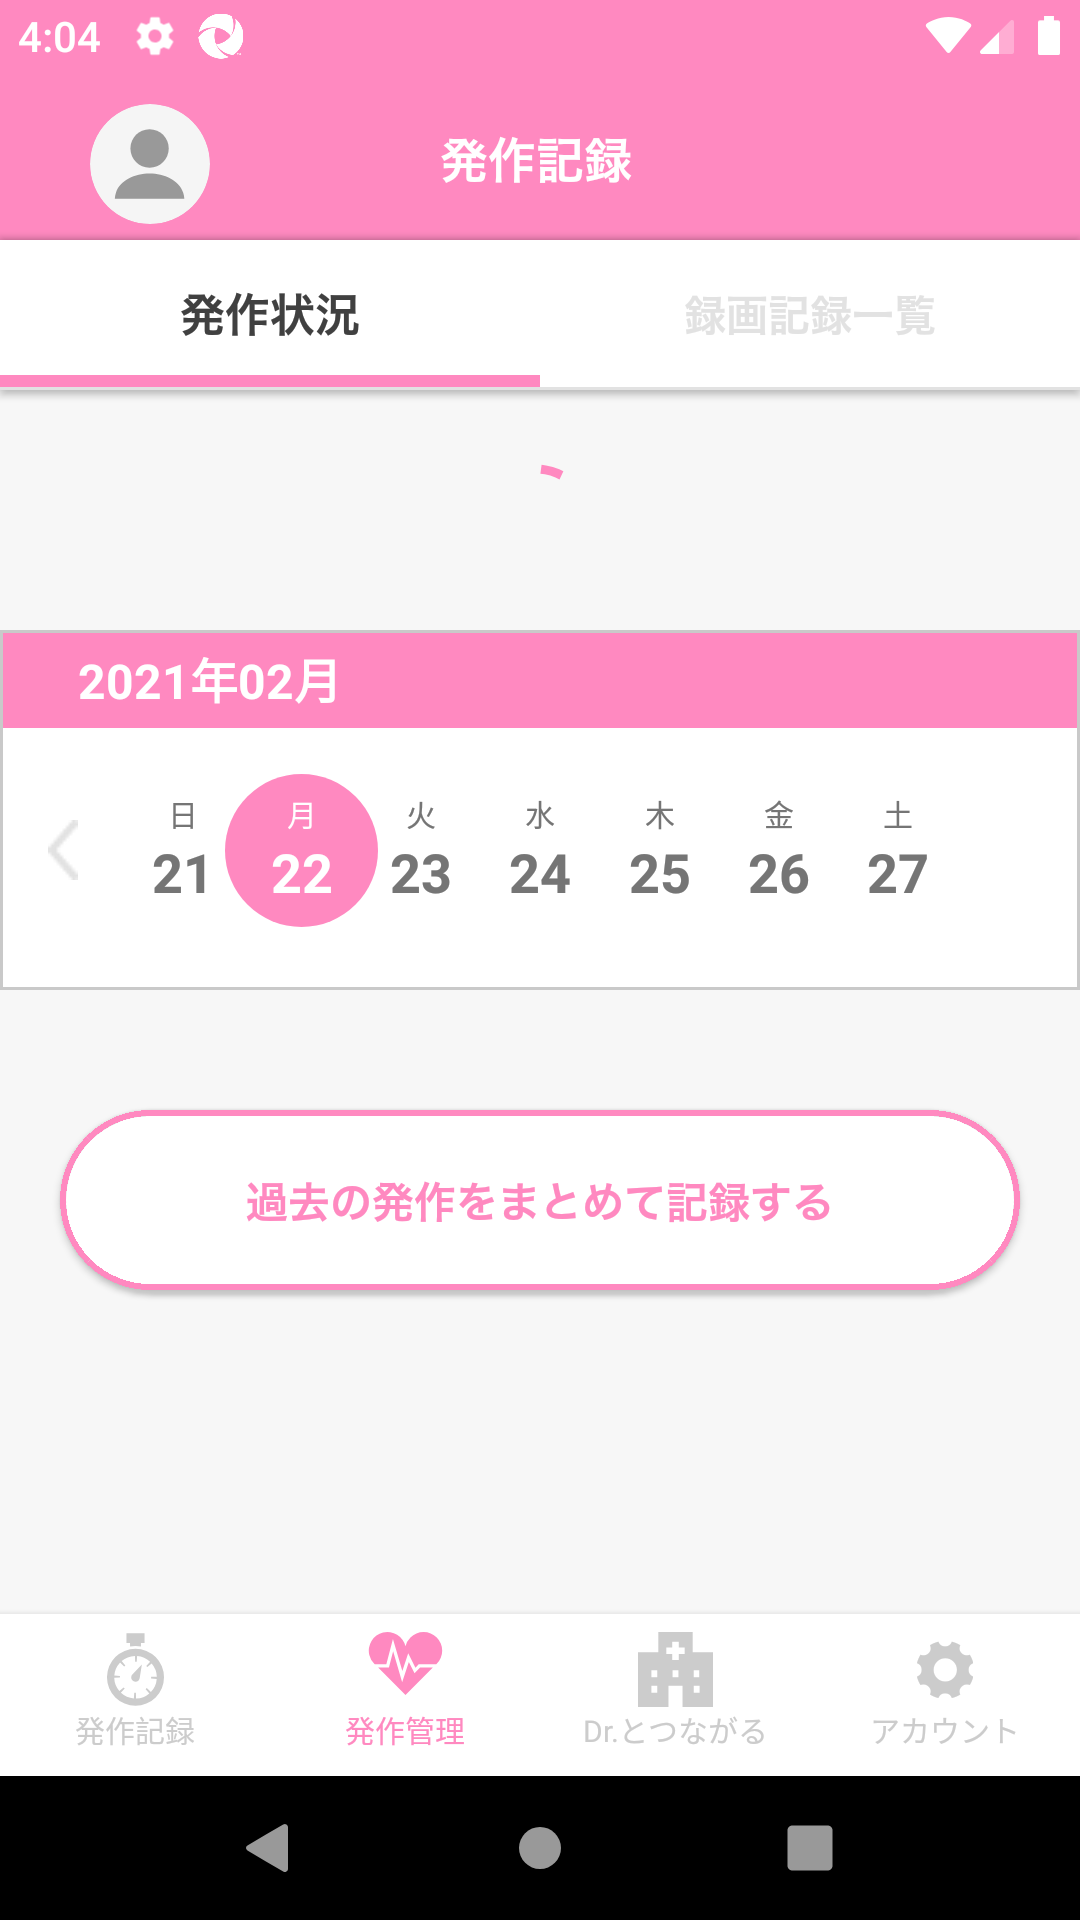 4:04
発作記録
発作状況 録画記録一覧
2021年02月
日 月 火 水 木 金 土
21 22 23 24 25 26 27
過去の発作をまとめて記録する
発作記録 発作管理 Dr.とつながる アカウント